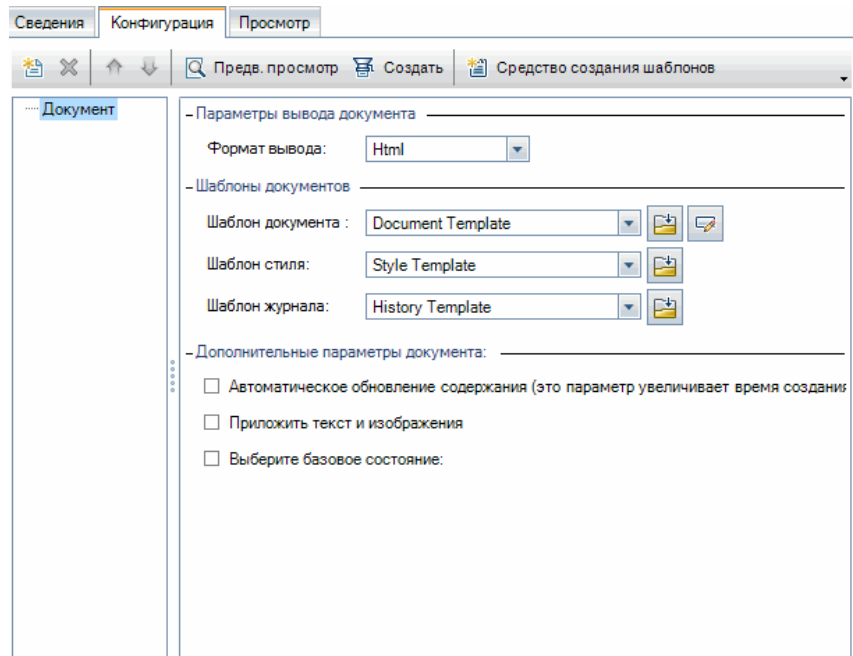 Сведения Конфигурация Просмотр
Предв. просмотр Создать Средство создания шаблонов
Документ
Параметры вывода документа
Формат вывода: Html
Шаблоны документов
Шаблон документа : Document Template
Шаблон стиля: Style Template
Шаблон журнала: History Template
Дополнительные параметры документа:
Автоматическое обновление содержания (это параметр увеличивает время создания
Приложить текст и изображения
Выберите базовое состояние: